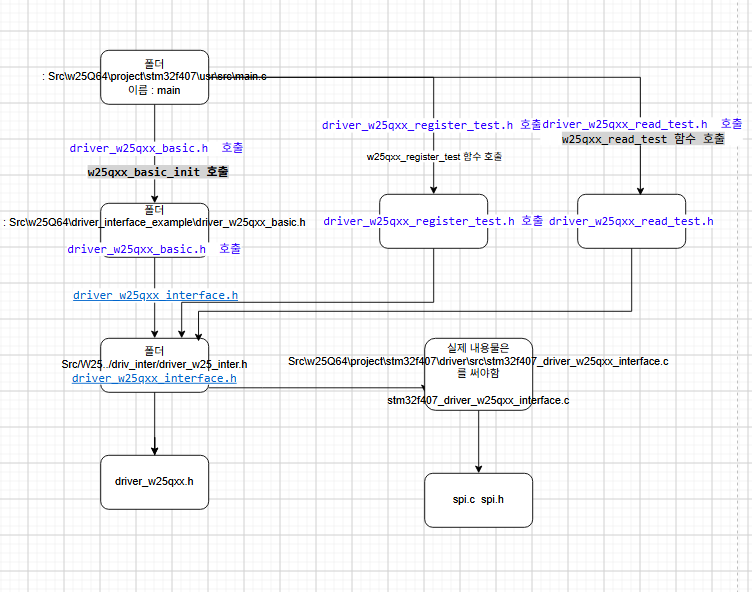 폴더
: Src\w25Q64\project\stm32f407\usr\src\main.c
이름 : main
driver_w25qxx_register_test.h 호출
driver_w25qxx_read_test.h 호출
w25qxx_read_test 함수 호출
driver_w25qxx_basic.h 호출
w25qxx_register_test 함수 호출
w25qxx_basic_init 호출
폴더
: Src\w25Q64\driver_interface_example\driver_w25qxx_basic.h
driver_w25qxx_register_test.h 호출
driver_w25qxx_read_test.h
driver_w25qxx_basic.h 호출
driver_w25qxx_interface.h
폴더
Src/W25../driv_inter/driver_w25_inter.h
driver_w25qxx_interface.h
실제 내용물은
Src\w25Q64\project\stm32f407\driver\src\stm32f407_driver_w25qxx_interface.c
를 써야함
stm32f407_driver_w25qxx_interface.c
driver_w25qxx.h
spi.c spi.h